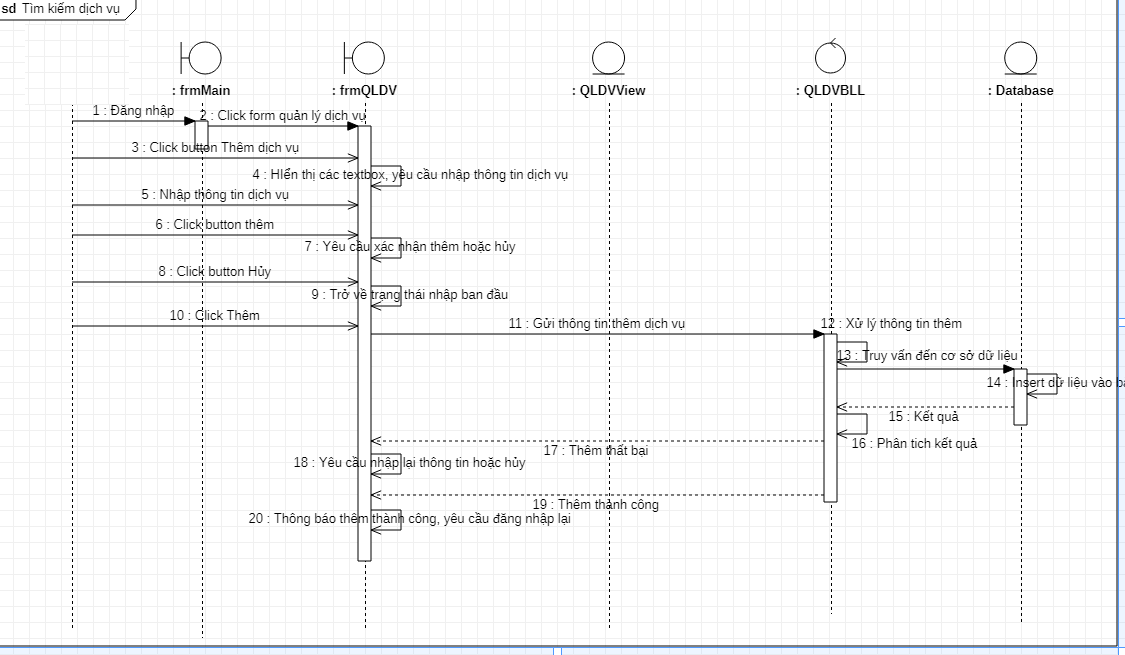 sd Tìm kiếm dịch vụ
: frmMain
: frmQLDV
: QLDVView
: QLDVBLL
: Database
1 : Đăng nhập
2 : Click form quản lý dịch vụ
3 : Click button Thêm dịch vụ
4 : HIển thị các textbox, yêu cầu nhập thông tin dịch vụ
5 : Nhập thông tin dịch vụ
6 : Click button thêm
7 : Yêu cầu xác nhận thêm hoặc hủy
8 : Click button Hủy
9 : Trở về trạng thái nhập ban đầu
10 : Click Thêm
11 : Gửi thông tin thêm dịch vụ
12 : Xử lý thông tin thêm
13 : Truy vấn đến cơ sở dữ liệu
14 : Insert dữ liệu vào
15 : Kết quả
16 : Phân tich kết quả
17 : Thêm thất bại
18 : Yêu cầu nhập lại thông tin hoặc hủy
19 : Thêm thành công
20 : Thông báo thêm thành công, yêu cầu đăng nhập lại